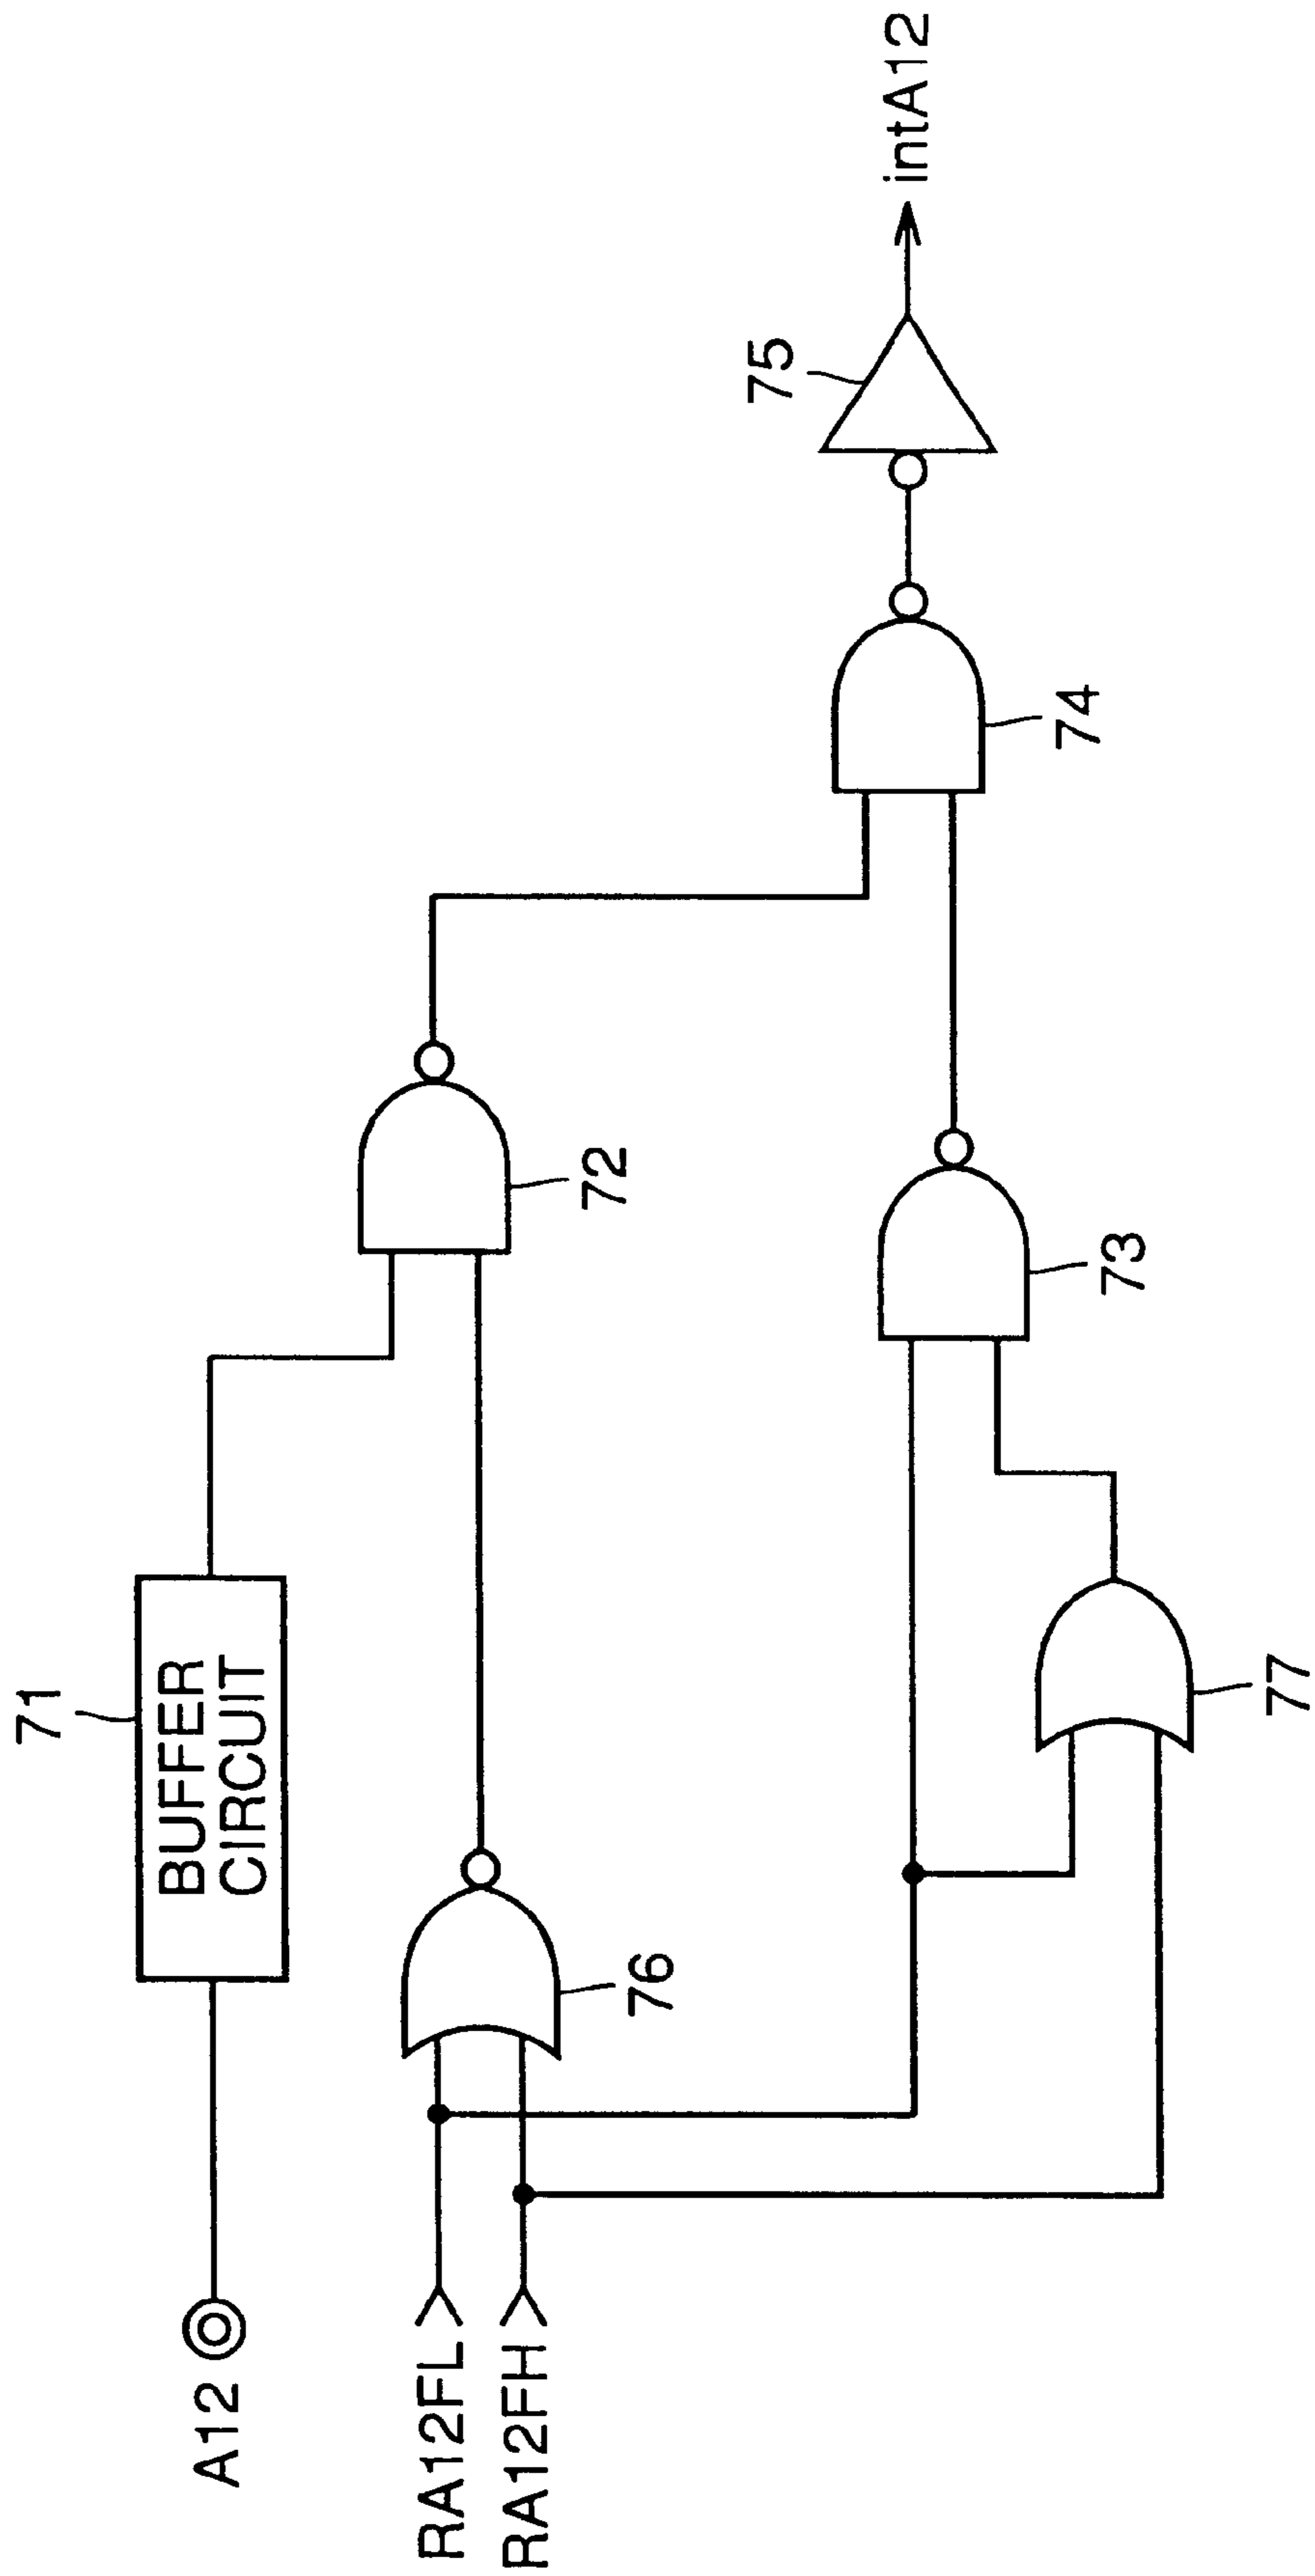 71
BUFFER
CIRCUIT
A12
RA12FL
RA12FH
76
72
77
73
74
75
intA12